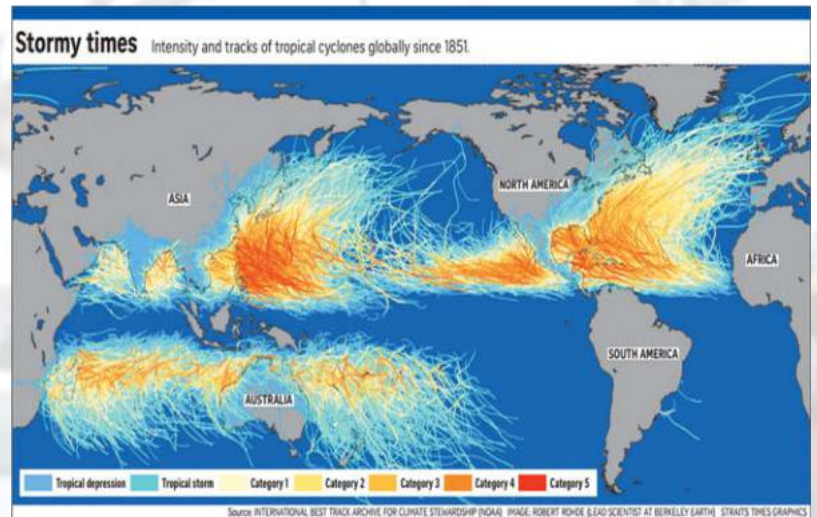 Stormy times Intensity and tracks of tropical cyclones globally since 1851.
ASIA
NORTH AMERICA
AFRICA
SOUTH AMERICA
AUSTRALIA
Tropical depression Tropical storm Category 1 Category 2 Category 3 Category 4 Category 5
Source: INTERNATIONAL BEST TRACK ARCHIVE FOR CLIMATE STEWARDSHIP (NOAA) IMAGE: ROBERT ROHDE (LEAD SCIENTIST AT BERKELEY EARTH) STRAITS TIMES GRAPHICS